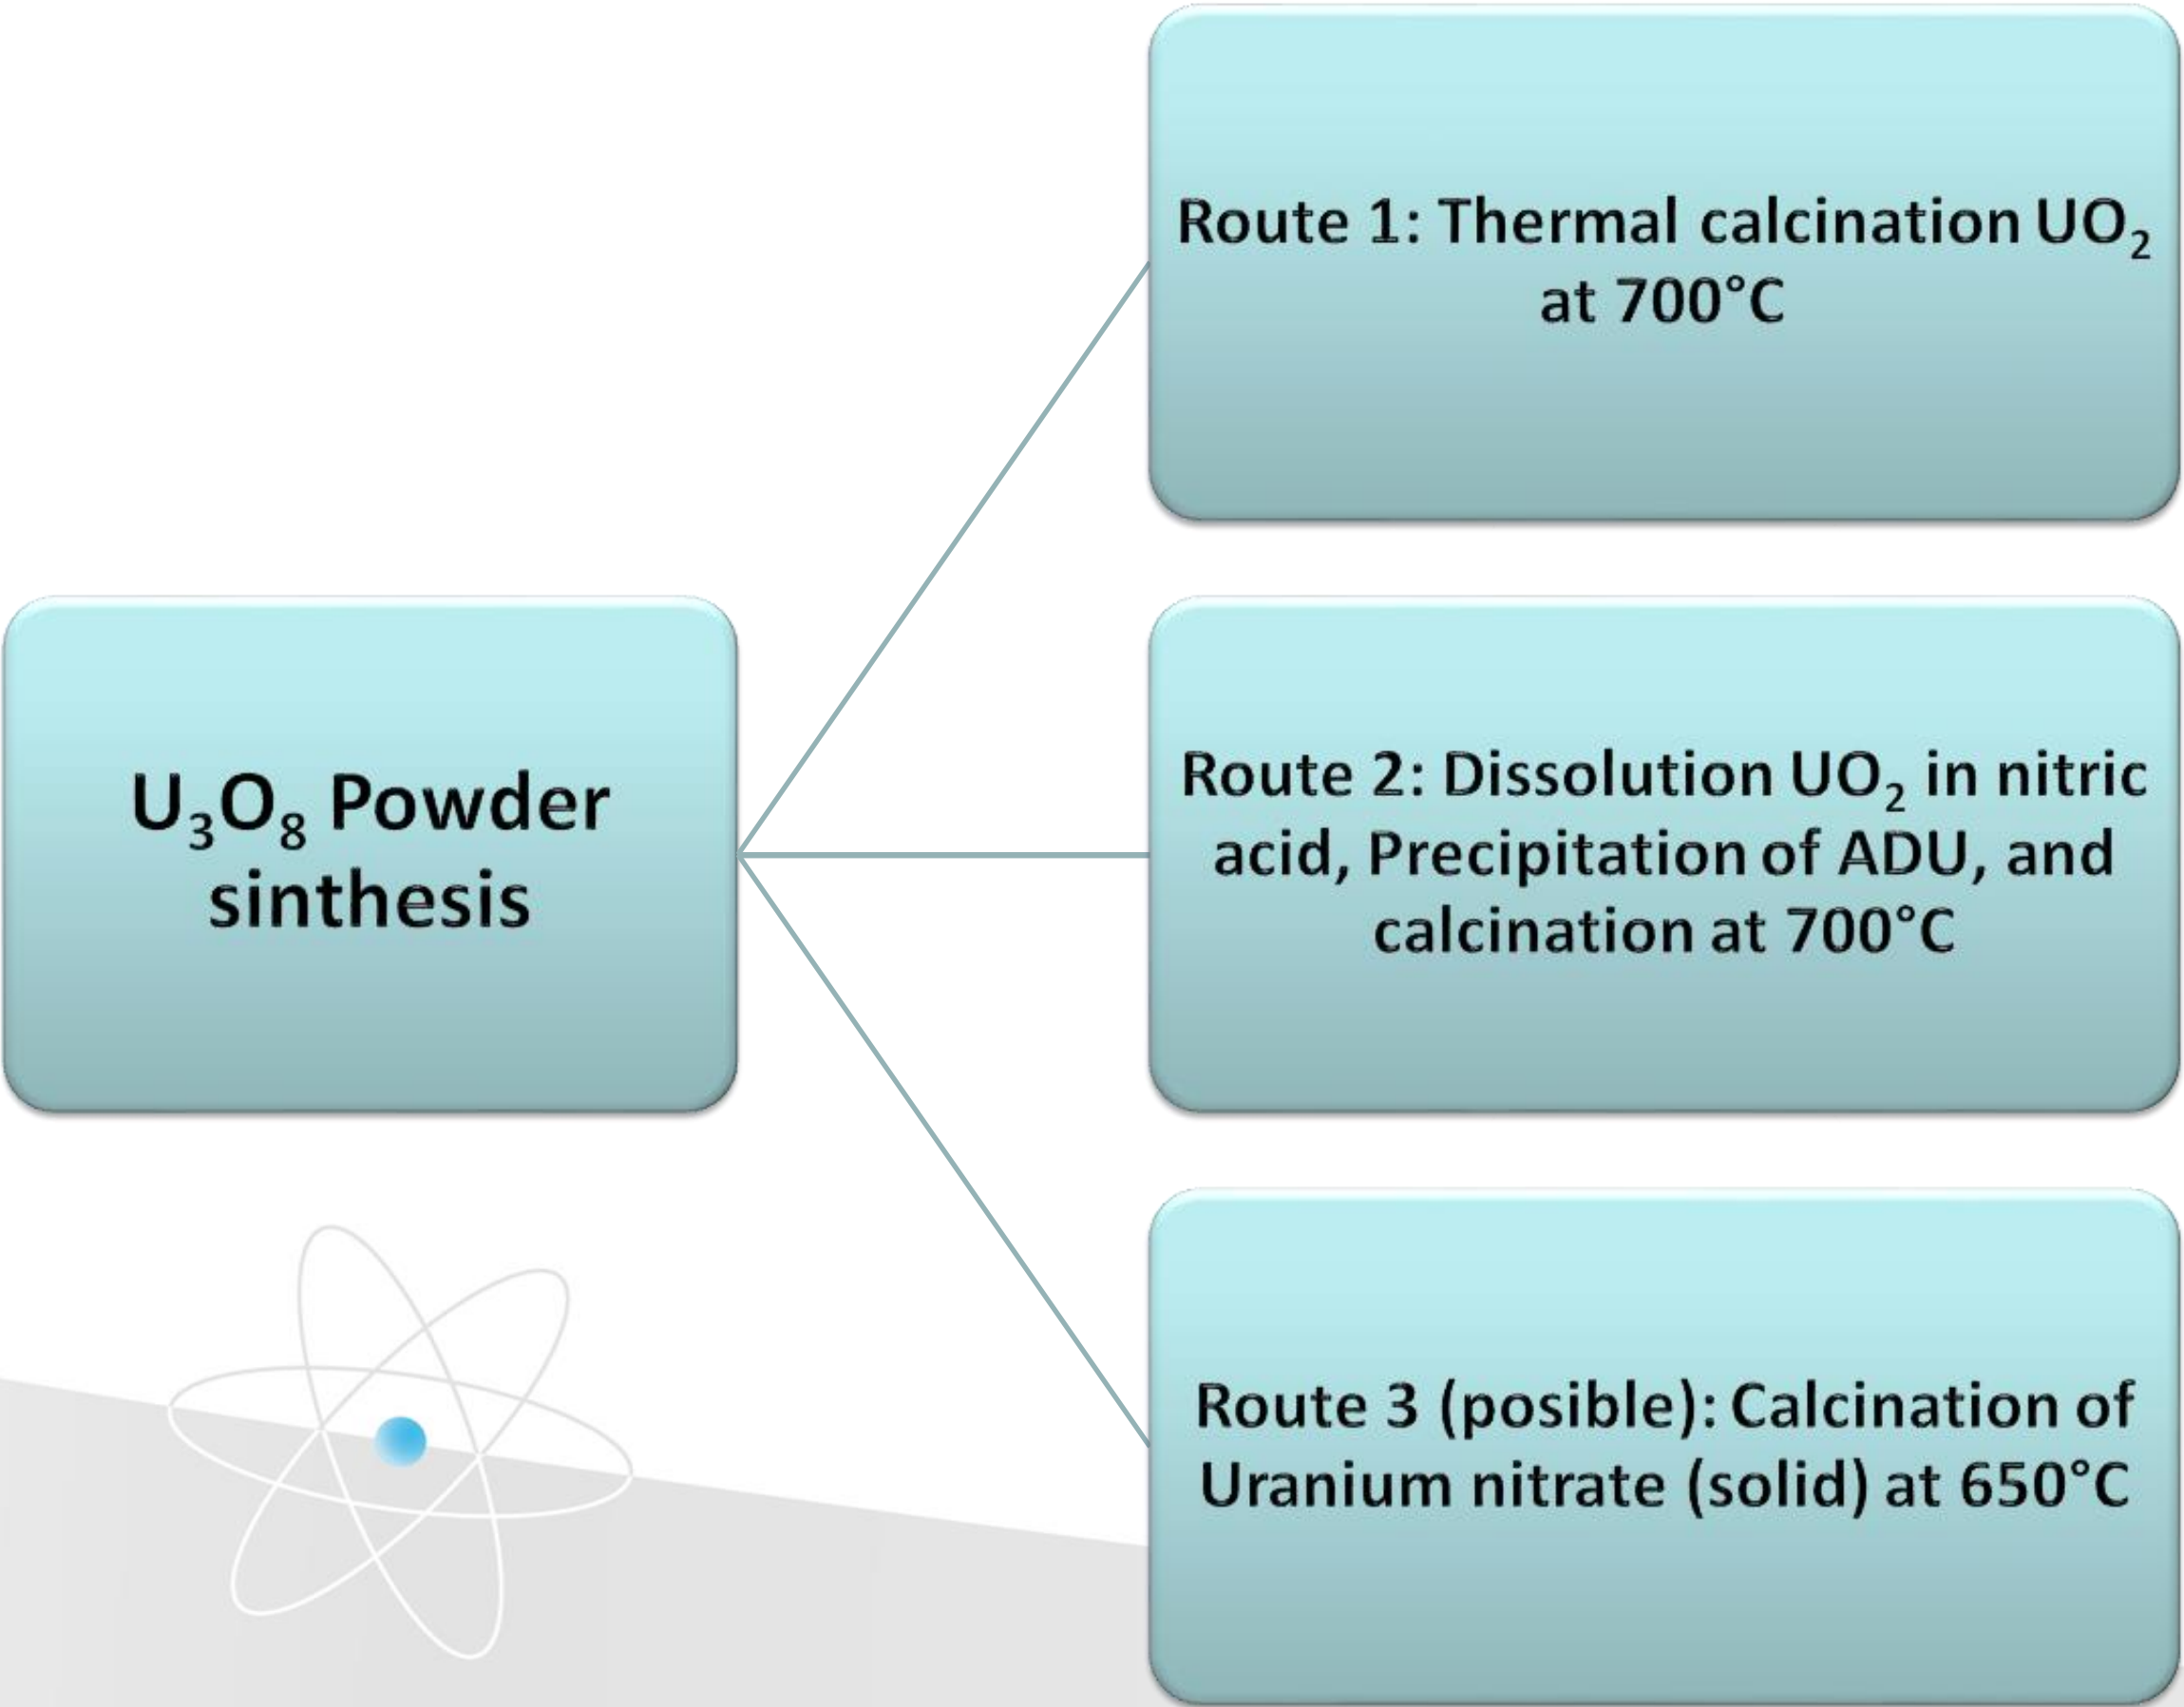 Route 1: Thermal calcination UO₂
at 700°C
U₃O₈ Powder
sinthesis
Route 2: Dissolution UO₂ in nitric
acid, Precipitation of ADU, and
calcination at 700°C
Route 3 (posible): Calcination of
Uranium nitrate (solid) at 650°C